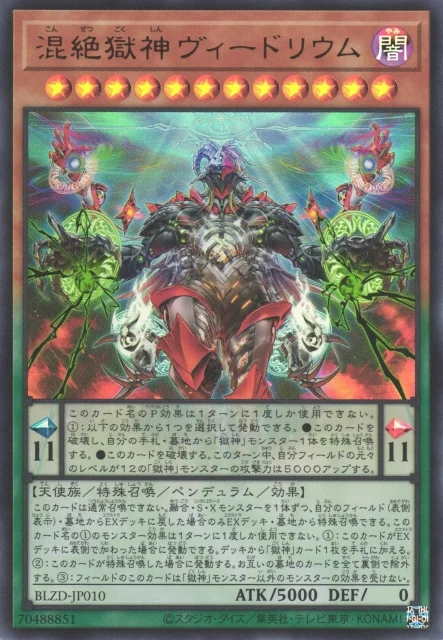 混絶獄神ヴィードリウム
闇
このカード名のP効果は1ターンに1度しか使用できない。
①:以下の効果から1つを選択して発動できる。●このカードを
破壊し、自分の手札・墓地から「獄神」モンスター1体を特殊召喚
する。●このカードを破壊する。このターン中、自分フィールドの元々
のレベルが12の「獄神」モンスターの攻撃力は5000アップする。
11
11
【天使族/特殊召喚/ペンデュラム/効果】
このカードは通常召喚できない。融合・S・Xモンスターを1体ずつ、自分のフィールド(表側
表示)・墓地からEXデッキに戻した場合のみEXデッキ・墓地から特殊召喚できる。
このカード名の①のモンスター効果は1ターンに1度しか使用できない。①:このカードがEX
デッキに表側で加わった場合に発動できる。デッキから「獄神」カード1枚を手札に加える。
②:このカードが特殊召喚した場合に発動する。お互いの墓地のカードを全て裏側で除外
する。③:フィールドのこのカードは「獄神」モンスター以外のモンスターの効果を受けない。
BLZD-JP010
ATK/5000 DEF/ 0
70488851
©スタジオ・ダイス/集英社・テレビ東京・KONAMI